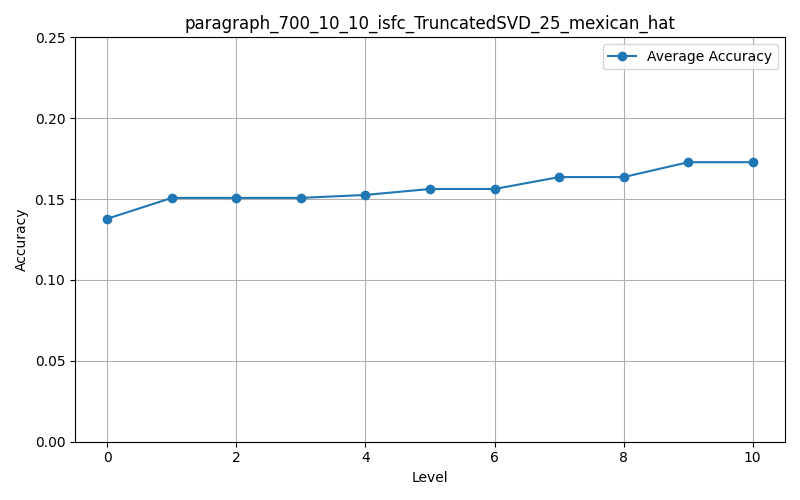 paragraph_700_10_10_isfc_TruncatedSVD_25_mexican_hat
Average Accuracy
0.25
0.20
0.15
0.10
0.05
0.00
Accuracy
0 2 4 6 8 10
Level